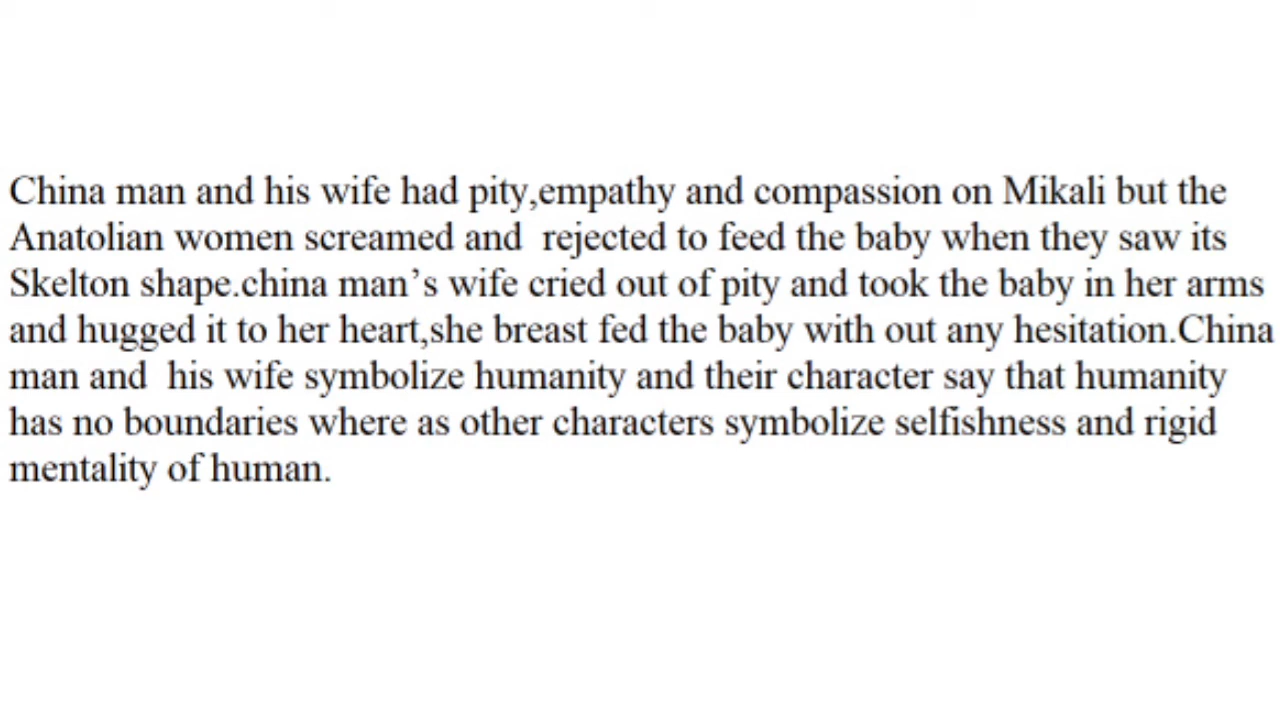 China man and his wife had pity,empathy and compassion on Mikali but the
Anatolian women screamed and  rejected to feed the baby when they saw its
Skelton shape.china man’s wife cried out of pity and took the baby in her arms
and hugged it to her heart,she breast fed the baby with out any hesitation.China
man and  his wife symbolize humanity and their character say that humanity
has no boundaries where as other characters symbolize selfishness and rigid
mentality of human.